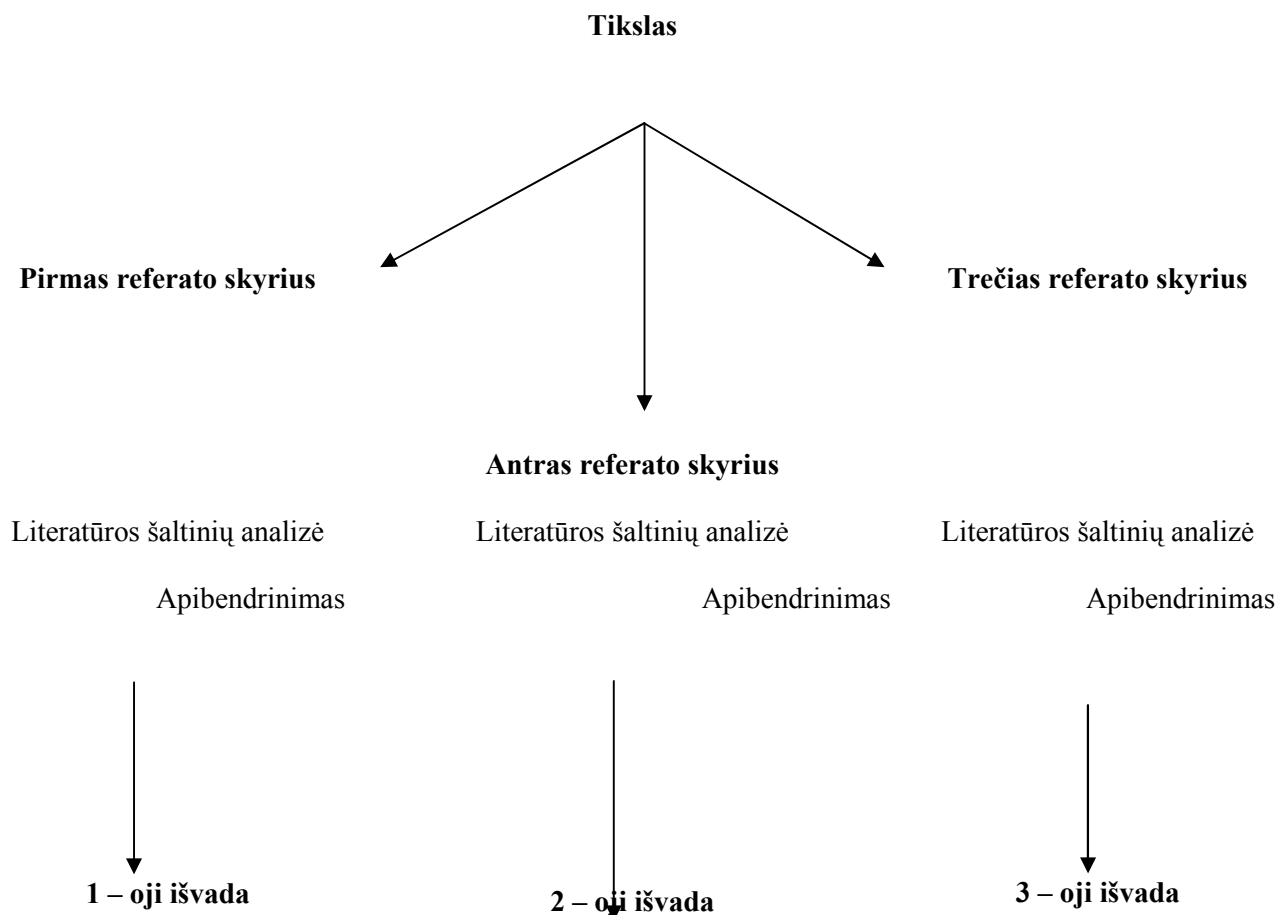 Tikslas
Pirmas referato skyrius
Trečias referato skyrius
Antras referato skyrius
Literatūros šaltinių analizė
Literatūros šaltinių analizė
Literatūros šaltinių analizė
Apibendrinimas
Apibendrinimas
Apibendrinimas
1 – oji išvada
2 – oji išvada
3 – oji išvada